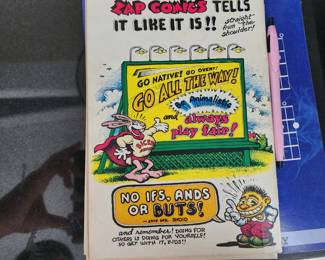 ZAP COMICS TELLS
IT LIKE IT IS!!
straight
from the
shoulder!
GO NATIVE! GO OVERT!
GO ALL THE WAY!
Be Animalistic
and always
play fair!
NO IFS, ANDS
OR BUTS!
and remember! DOING FOR
OTHERS IS DOING FOR YOURSELF!
SO GET WITH IT, KIDS!!